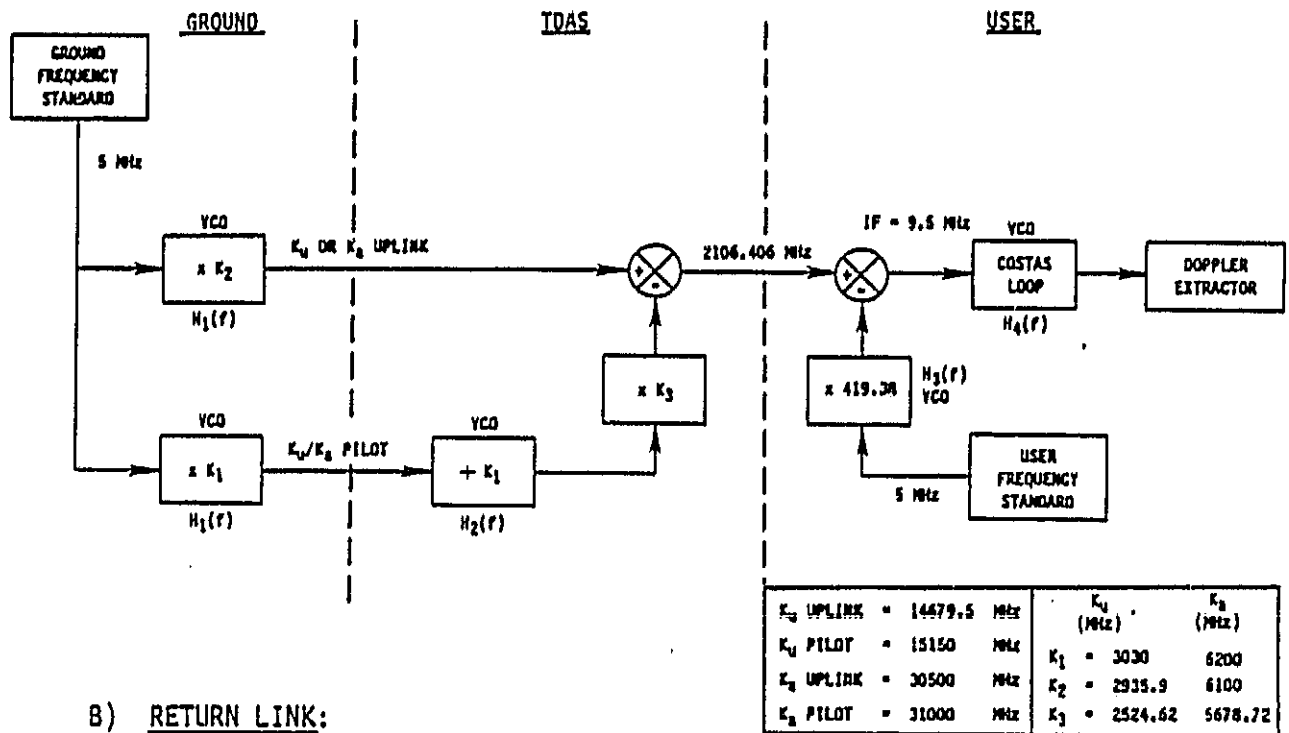 GROUND
TDAS
USER
GROUND
FREQUENCY
STANDARD
5 MHz
VCO
x K2
H1(f)
Ku OR Ka UPLINK
2106.406 MHz
IF = 9.5 MHz
VCO
COSTAS
LOOP
H4(f)
DOPPLER
EXTRACTOR
+
-
+
-
x K3
x 419.38
H3(f)
VCO
VCO
x K1
H1(f)
Ku/Ka PILOT
VCO
÷ K1
H2(f)
5 MHz
USER
FREQUENCY
STANDARD
Ku UPLINK = 14679.5 MHz
Ku PILOT = 15150 MHz
Ka UPLINK = 30500 MHz
Ka PILOT = 31000 MHz
Ku Ka
(MHz) (MHz)
K1 = 3030 6200
K2 = 2935.9 6100
K3 = 2524.62 5678.72
B) RETURN LINK: